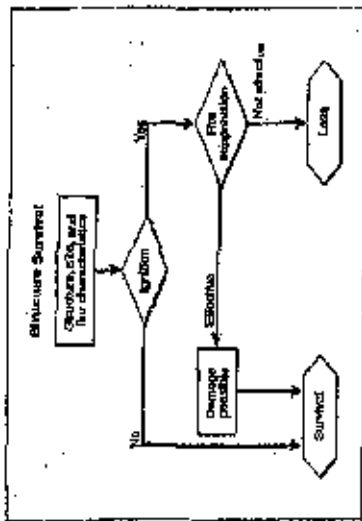 Structure Survival
Structure, site, and
fire characteristics
Ignition
No
Yes
Fire
suppression
Effective
Not effective
Damage
possible
Survival
Loss